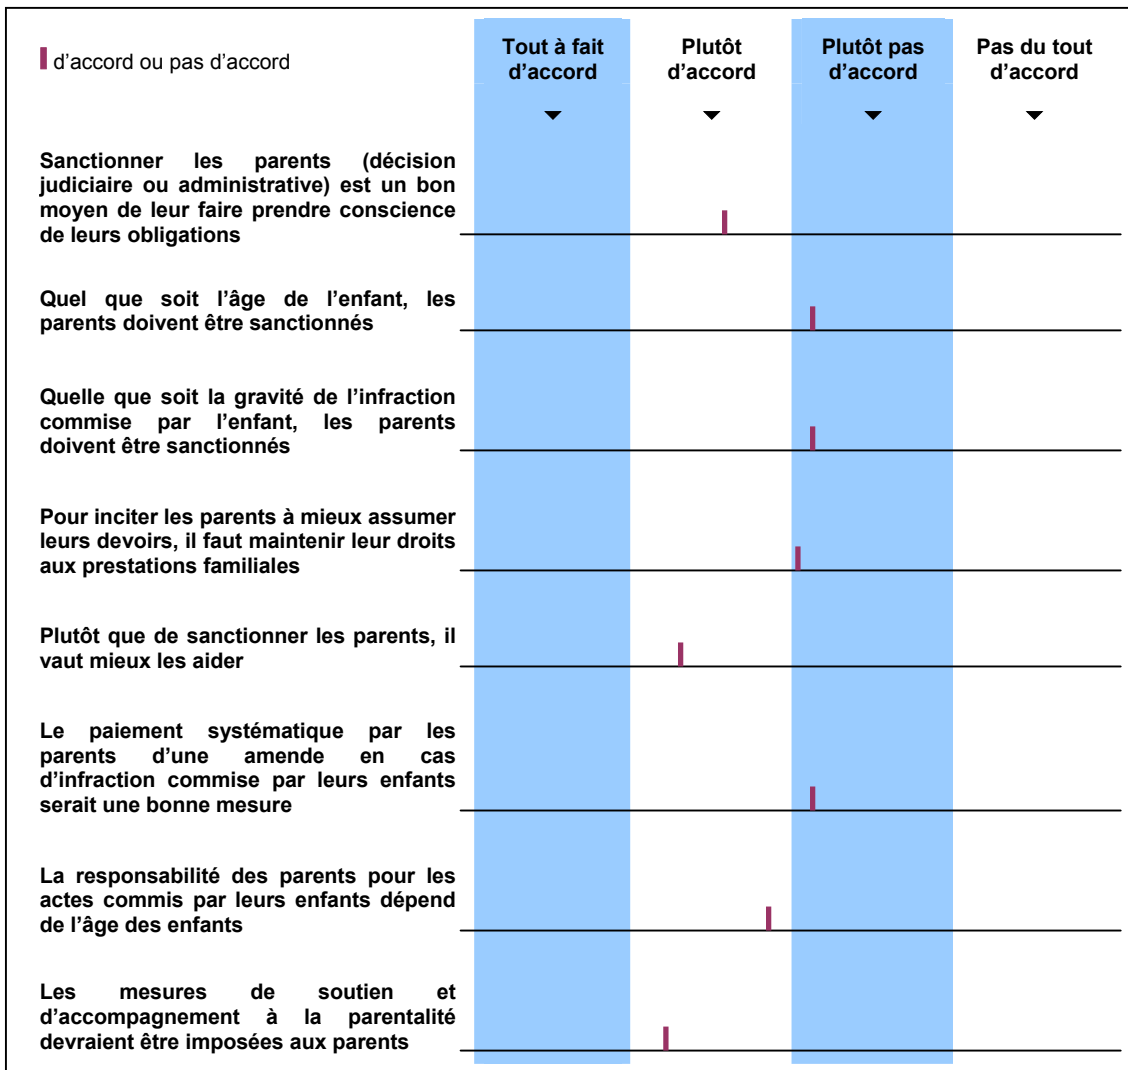 d'accord ou pas d'accord
Tout à fait d'accord
Plutôt d'accord
Plutôt pas d'accord
Pas du tout d'accord
Sanctionner les parents (décision
judiciaire ou administrative) est un bon
moyen de leur faire prendre conscience
de leurs obligations
Quel que soit l'âge de l'enfant, les
parents doivent être sanctionnés
Quelle que soit la gravité de l'infraction
commise par l'enfant, les parents
doivent être sanctionnés
Pour inciter les parents à mieux assumer
leurs devoirs, il faut maintenir leur droits
aux prestations familiales
Plutôt que de sanctionner les parents, il
vaut mieux les aider
Le paiement systématique par les
parents d'une amende en cas
d'infraction commise par leurs enfants
serait une bonne mesure
La responsabilité des parents pour les
actes commis par leurs enfants dépend
de l'âge des enfants
Les mesures de soutien et
d'accompagnement à la parentalité
devraient être imposées aux parents